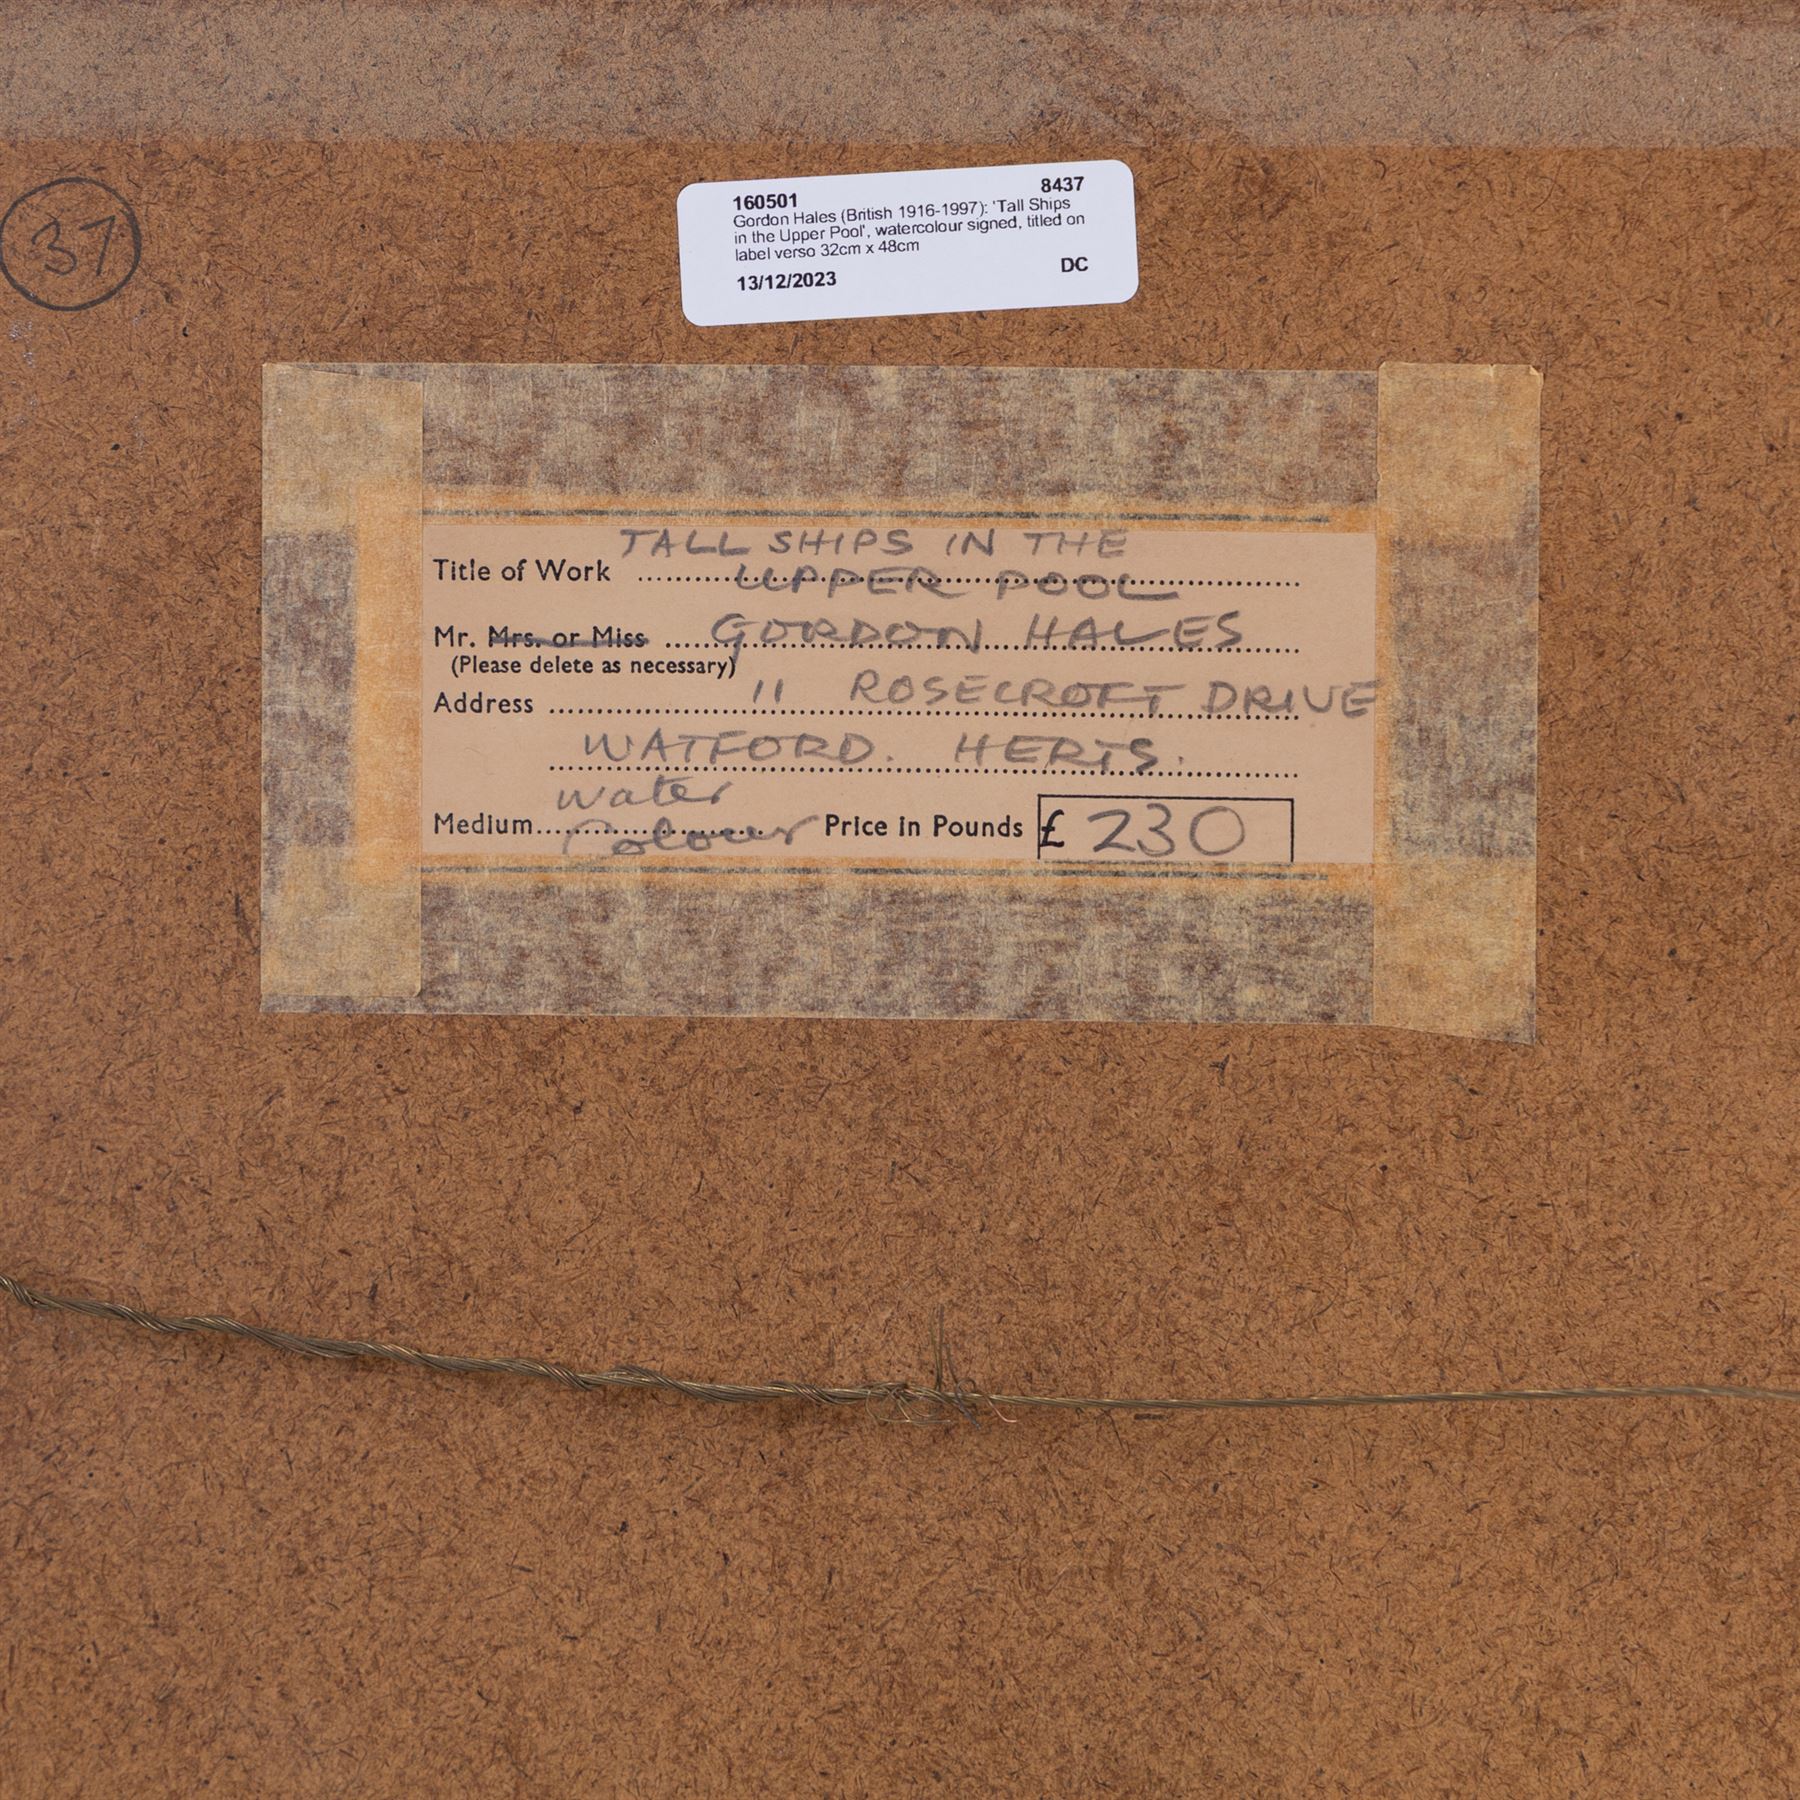 37
160501 8437
Gordon Hales (British 1916-1997): 'Tall Ships
in the Upper Pool', watercolour signed, titled on
label verso 32cm x 48cm
13/12/2023 DC
TALL SHIPS IN THE
Title of Work UPPER POOL
Mr. Mrs. or Miss GORDON HALES
(Please delete as necessary)
Address 11 ROSECROFT DRIVE
WATFORD. HERTS.
water
Medium colour Price in Pounds £ 230